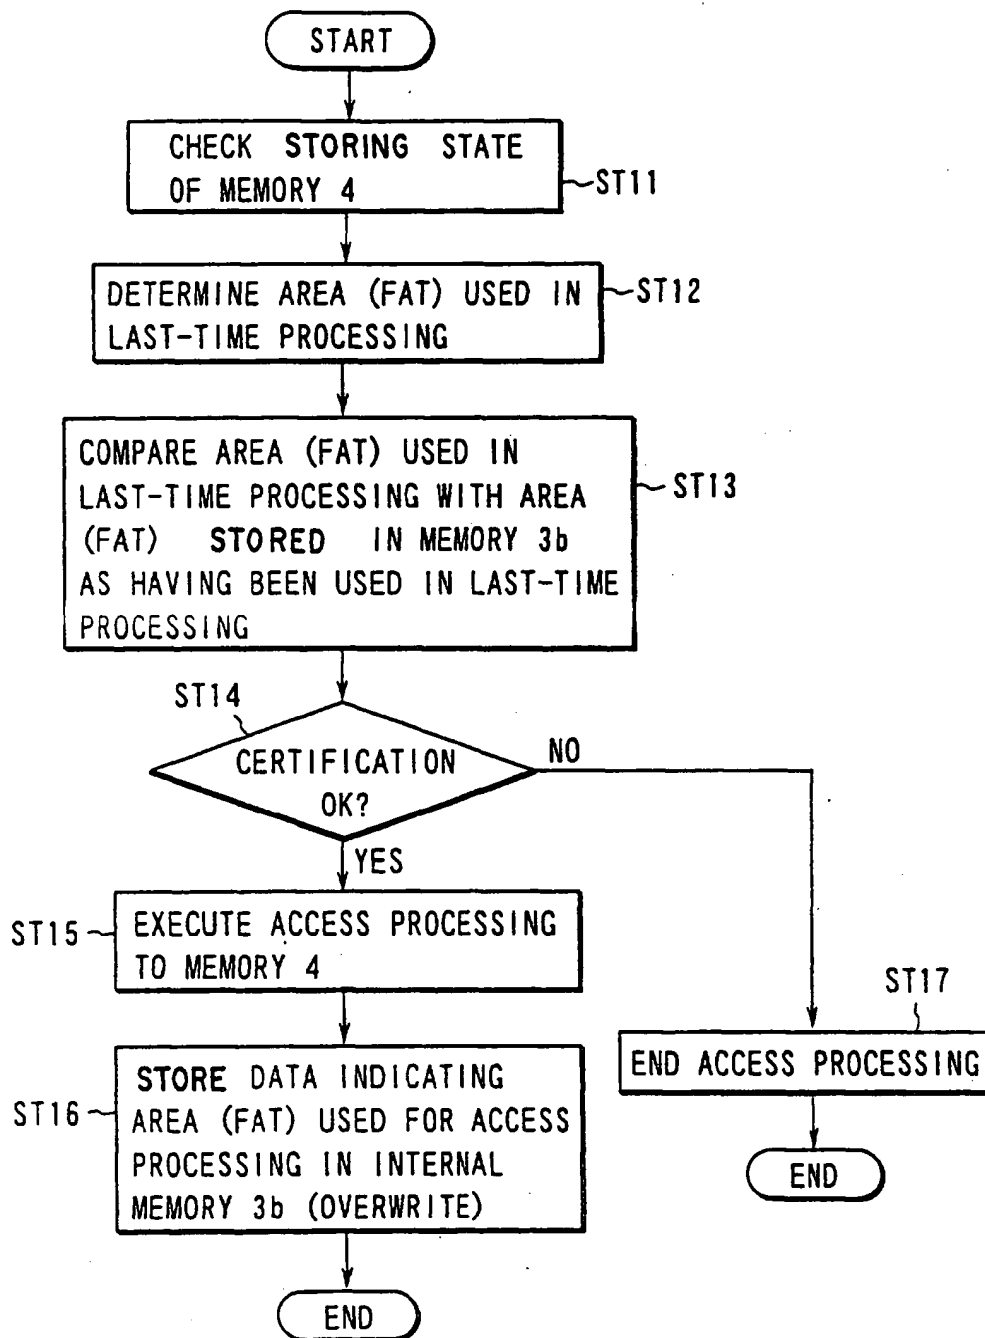 START
CHECK STORING STATE
OF MEMORY 4
ST11
DETERMINE AREA (FAT) USED IN
LAST-TIME PROCESSING
ST12
COMPARE AREA (FAT) USED IN
LAST-TIME PROCESSING WITH AREA
(FAT) STORED IN MEMORY 3b
AS HAVING BEEN USED IN LAST-TIME
PROCESSING
ST13
ST14
CERTIFICATION
OK?
NO
YES
ST15
EXECUTE ACCESS PROCESSING
TO MEMORY 4
ST17
END ACCESS PROCESSING
ST16
STORE DATA INDICATING
AREA (FAT) USED FOR ACCESS
PROCESSING IN INTERNAL
MEMORY 3b (OVERWRITE)
END
END